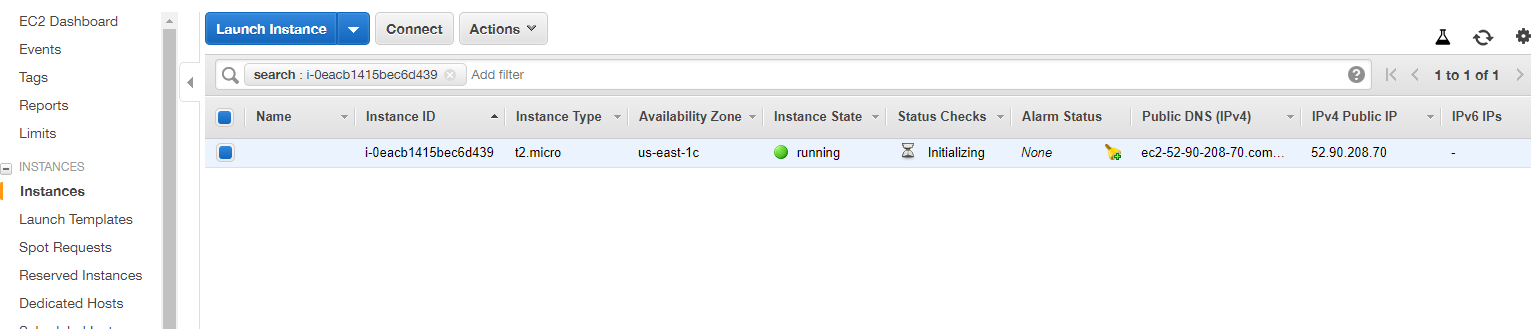 EC2 Dashboard
Events
Tags
Reports
Limits
INSTANCES
Instances
Launch Templates
Spot Requests
Reserved Instances
Dedicated Hosts
Launch Instance Connect Actions
search : i-0eacb1415bec6d439 Add filter 1 to 1 of 1
Name Instance ID Instance Type Availability Zone Instance State Status Checks Alarm Status Public DNS (IPv4) IPv4 Public IP IPv6 IPs
i-0eacb1415bec6d439 t2.micro us-east-1c running Initializing None ec2-52-90-208-70.com... 52.90.208.70 -